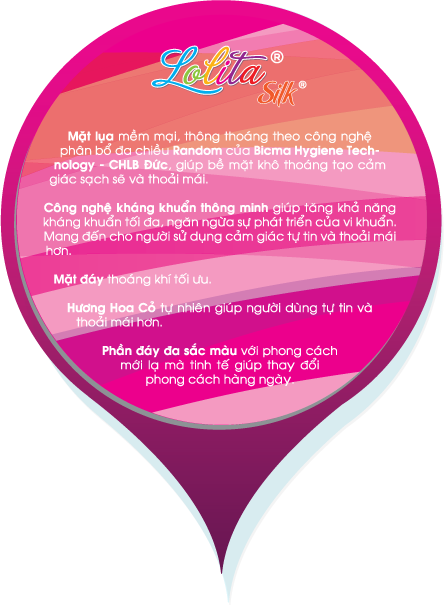 Lolita®
Silk®
Mặt lụa mềm mại, thông thoáng theo công nghệ
phân bổ đa chiều Random của Bicma Hygiene Tech-
nology - CHLB Đức, giúp bề mặt khô thoáng tạo cảm
giác sạch sẽ và thoải mái.
Công nghệ kháng khuẩn thông minh giúp tăng khả năng
kháng khuẩn tối đa, ngăn ngừa sự phát triển của vi khuẩn.
Mang đến cho người sử dụng cảm giác tự tin và thoải mái
hơn.
Mặt đáy thoáng khí tối ưu.
Hương Hoa Cỏ tự nhiên giúp người dùng tự tin và
thoải mái hơn.
Phần đáy đa sắc màu với phong cách
mới lạ mà tinh tế giúp thay đổi
phong cách hàng ngày